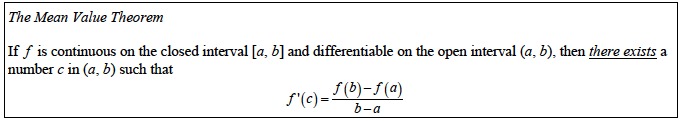 The Mean Value Theorem
If f is continuous on the closed interval [a, b] and differentiable on the open interval (a, b), then there exists a
number c in (a, b) such that
f'(c) = \frac{f(b)-f(a)}{b-a}